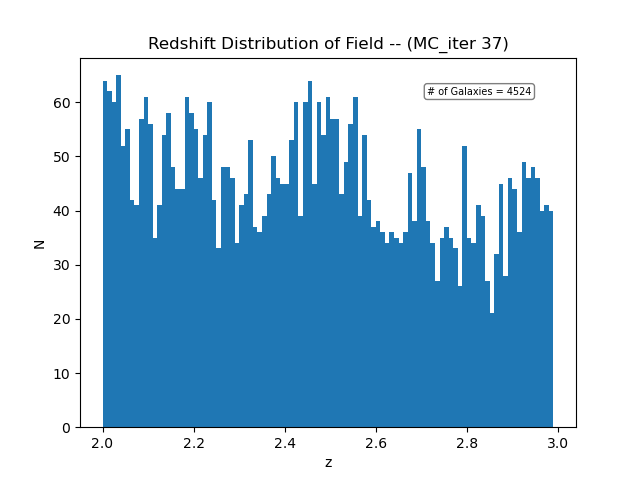 Redshift Distribution of Field -- (MC_iter 37)
# of Galaxies = 4524
N
60
50
40
30
20
10
0
2.0 2.2 2.4 2.6 2.8 3.0
z